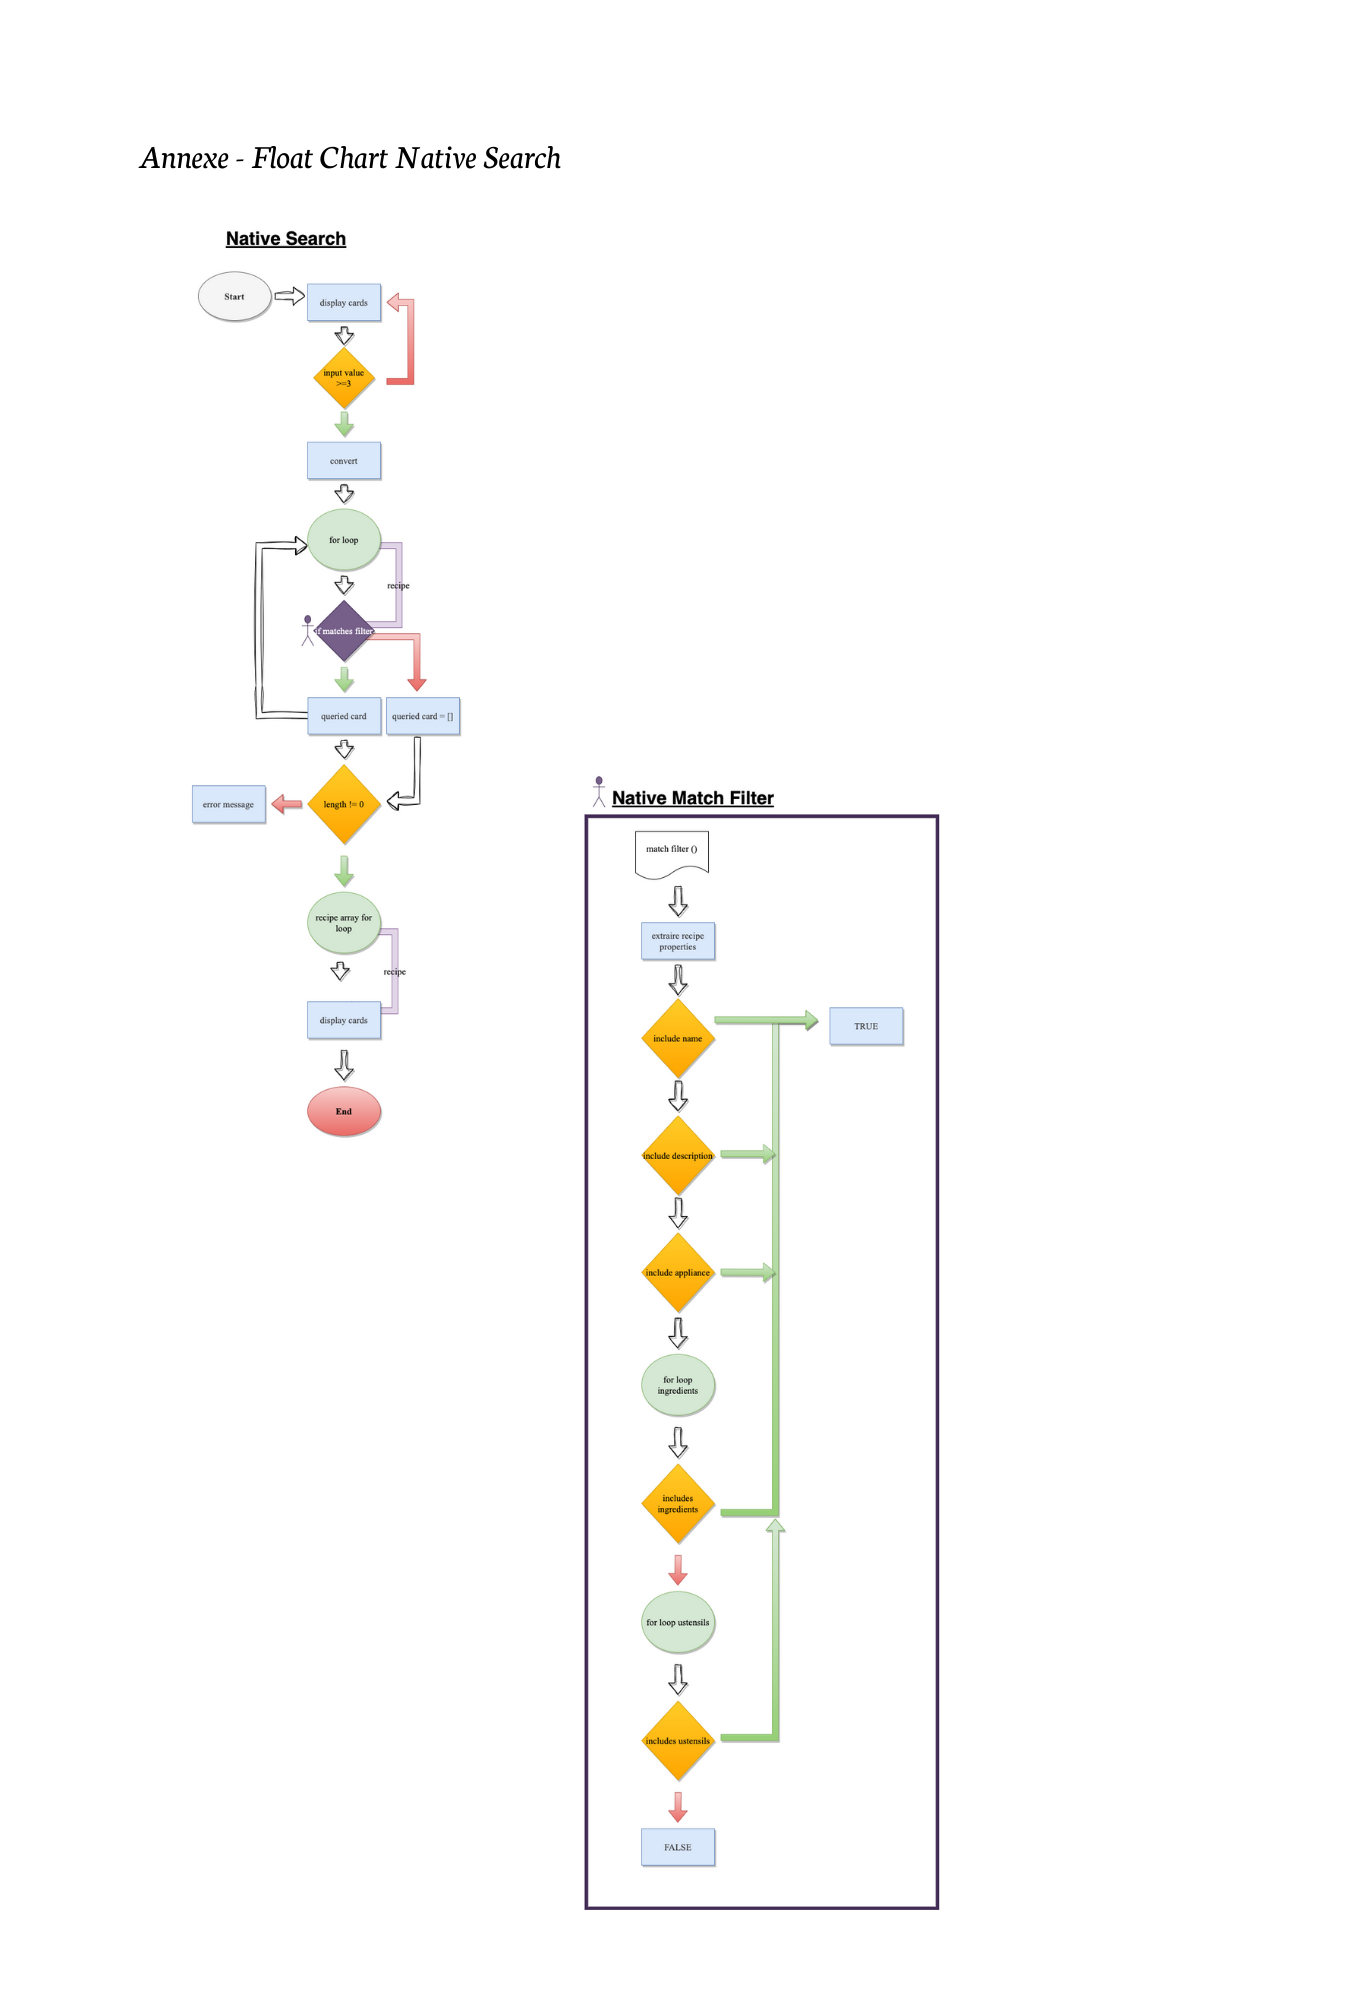 Annexe - Float Chart Native Search
Native Search
Start
display cards
input value
>=3
convert
for loop
recipe
if matches filter
queried card
queried card = []
length != 0
error message
recipe array for
loop
recipe
display cards
End
Native Match Filter
match filter ()
extraire recipe
properties
include name
TRUE
include description
include appliance
for loop
ingredients
includes
ingredients
for loop ustensils
includes ustensils
FALSE